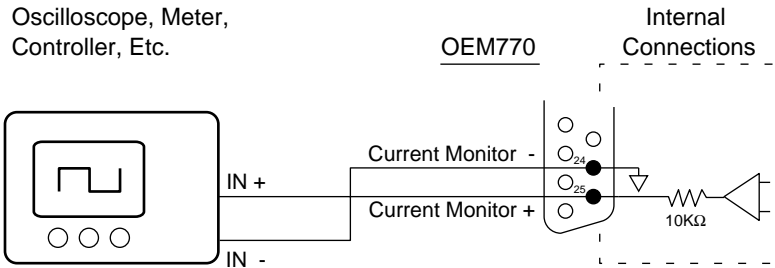 Oscilloscope, Meter,
Controller, Etc.
OEM770
Internal
Connections
IN +
IN -
Current Monitor -
Current Monitor +
24
25
10KΩ